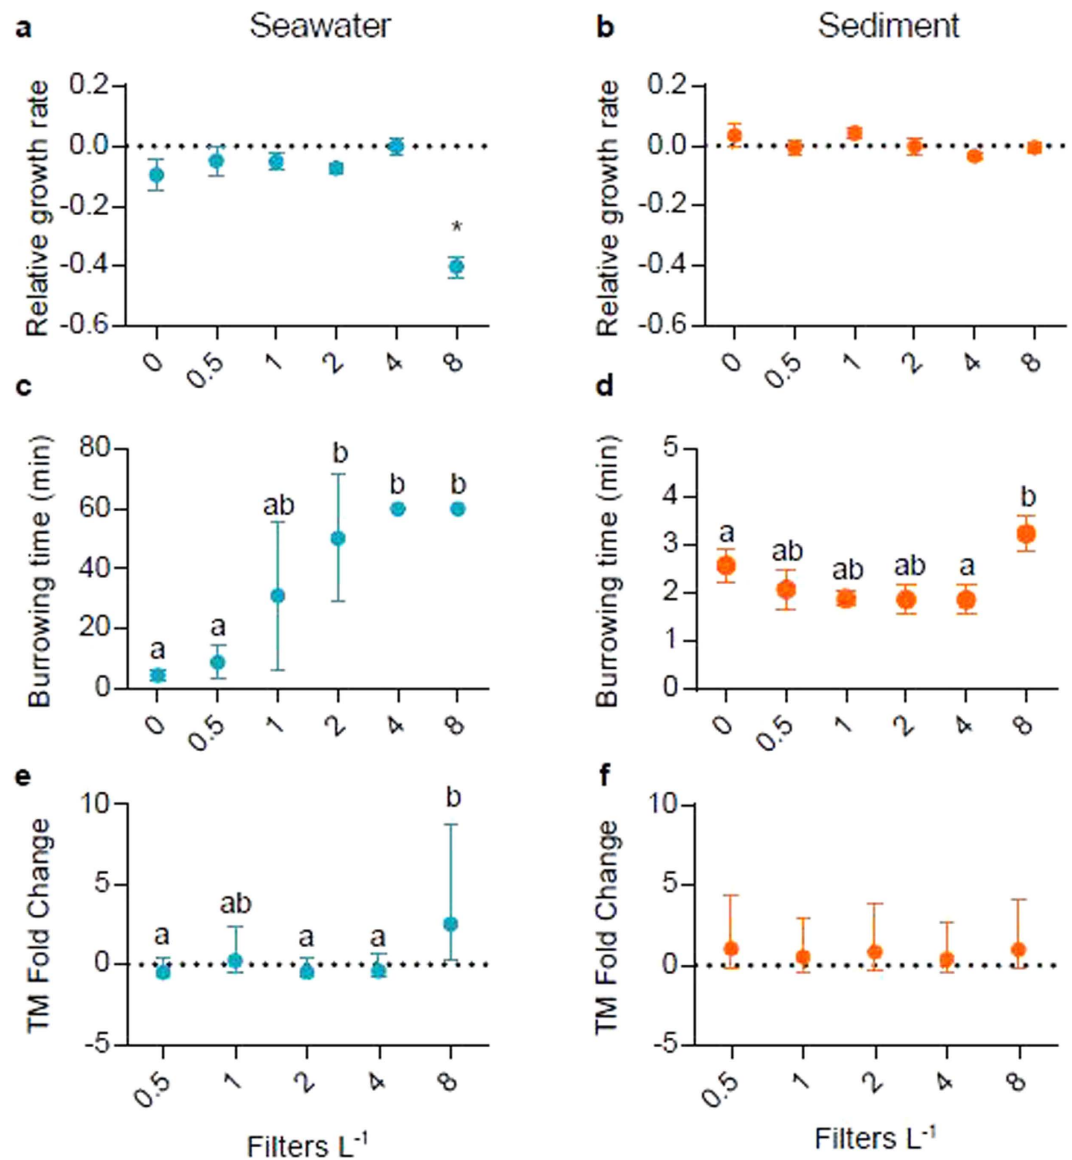 a Seawater b Sediment
Relative growth rate
0.2
0.0
-0.2
-0.4
-0.6
*
0 0.5 1 2 4 8
Relative growth rate
0.2
0.0
-0.2
-0.4
-0.6
0 0.5 1 2 4 8
c
Burrowing time (min)
80
60
40
20
0
a a ab b b b
0 0.5 1 2 4 8
d
Burrowing time (min)
5
4
3
2
1
0
a ab ab ab a b
0 0.5 1 2 4 8
e
TM Fold Change
10
5
0
-5
a ab a a b
0.5 1 2 4 8
Filters L⁻¹
f
TM Fold Change
10
5
0
-5
0.5 1 2 4 8
Filters L⁻¹